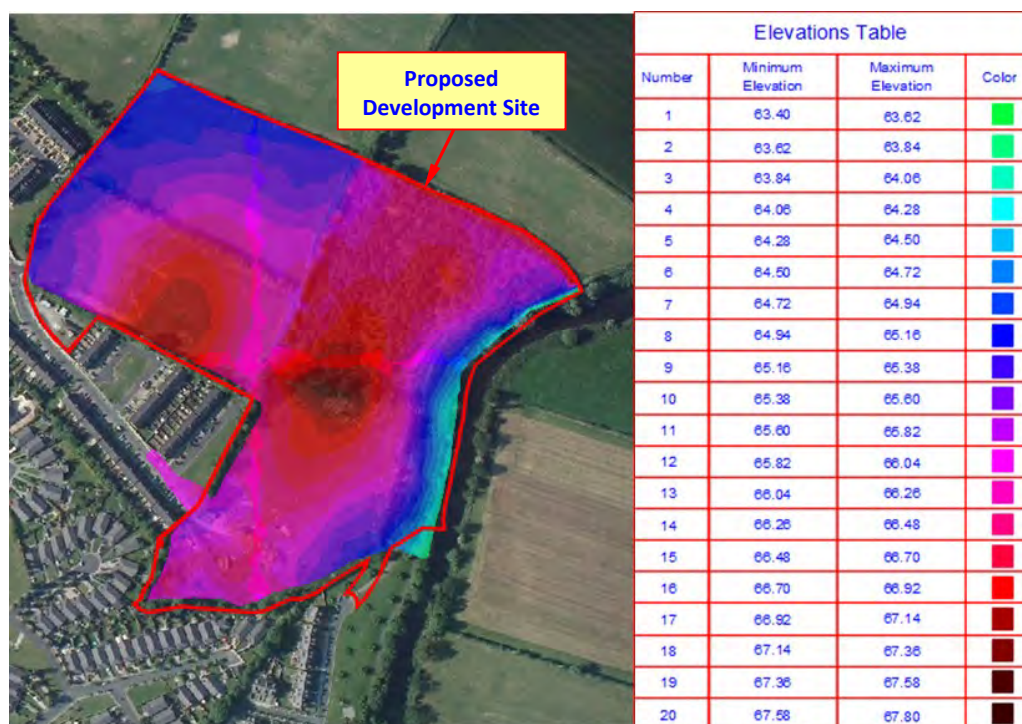 Proposed
Development Site
Elevations Table
Number Minimum Elevation Maximum Elevation Color
1 63.40 63.62
2 63.62 63.84
3 63.84 64.06
4 64.06 64.28
5 64.28 64.50
6 64.50 64.72
7 64.72 64.94
8 64.94 65.16
9 65.16 65.38
10 65.38 65.60
11 65.60 65.82
12 65.82 66.04
13 66.04 66.26
14 66.26 66.48
15 66.48 66.70
16 66.70 66.92
17 66.92 67.14
18 67.14 67.36
19 67.36 67.58
20 67.58 67.80